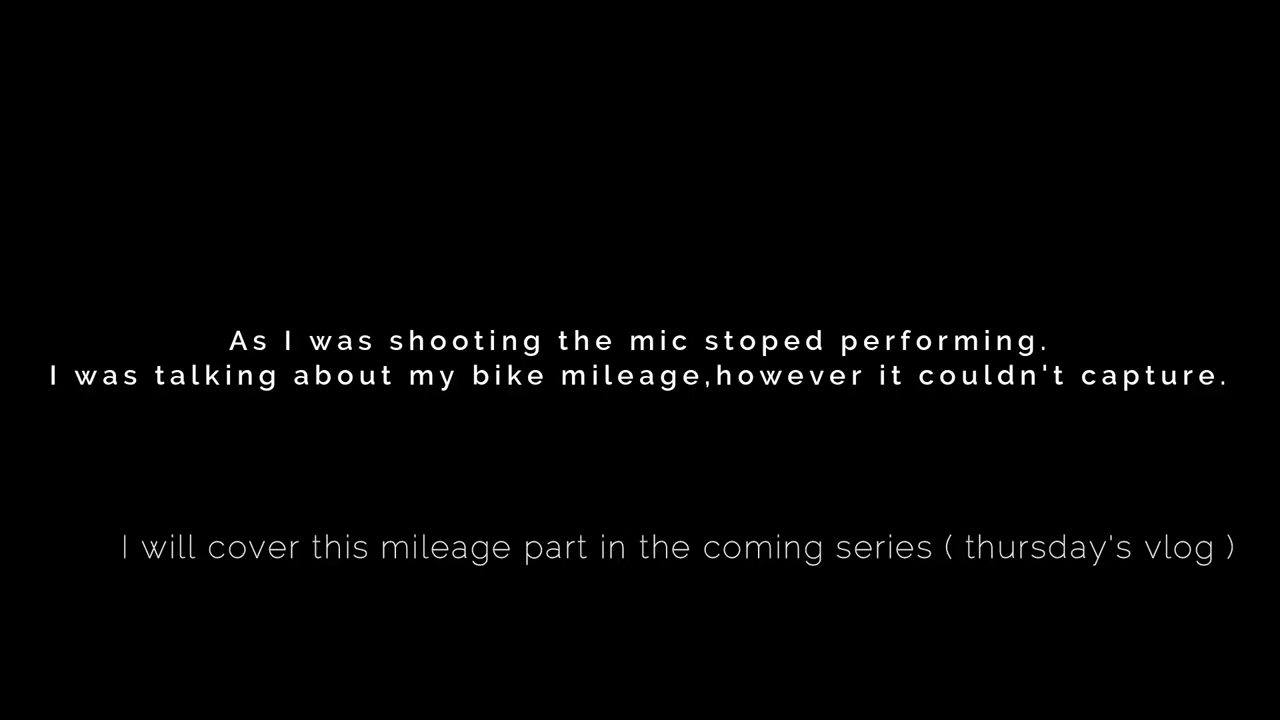 As I was shooting the mic stoped performing.
I was talking about my bike mileage,however it couldn't capture.
I will cover this mileage part in the coming series ( thursday's vlog )